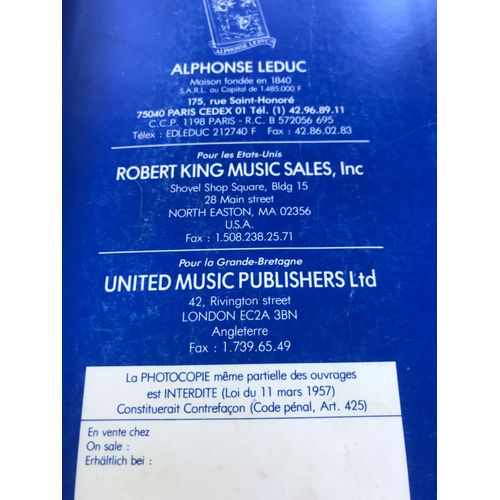 ALPHONSE LEDUC
ALPHONSE LEDUC
Maison fondée en 1840
S.A.R.L. au Capital de 1.485.000 F
175, rue Saint-Honoré
75040 PARIS CEDEX 01 Tél. (1) 42.96.89.11
C.C.P. 1198 PARIS - R.C. B 572056 695
Télex : EDLEDUC 212740 F Fax : 42.86.02.83
Pour les Etats-Unis
ROBERT KING MUSIC SALES, Inc
Shovel Shop Square, Bldg 15
28 Main street
NORTH EASTON, MA 02356
U.S.A.
Fax : 1.508.238.25.71
Pour la Grande-Bretagne
UNITED MUSIC PUBLISHERS Ltd
42, Rivington street
LONDON EC2A 3BN
Angleterre
Fax : 1.739.65.49
La PHOTOCOPIE même partielle des ouvrages
est INTERDITE (Loi du 11 mars 1957)
Constituerait Contrefaçon (Code pénal, Art. 425)
En vente chez
On sale :
Erhältlich bei :